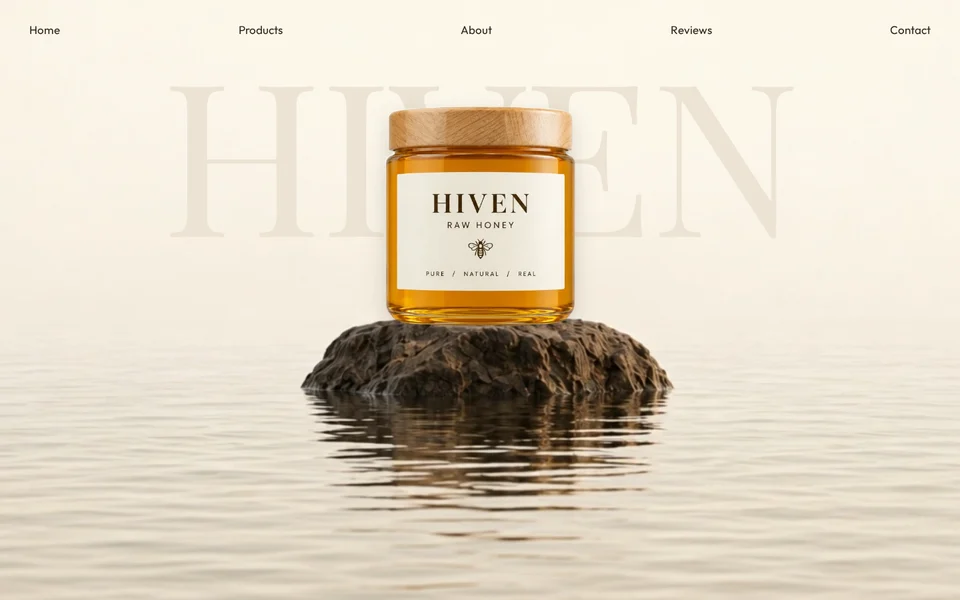 Home Products About Reviews Contact
HIVEN
HIVEN
RAW HONEY
PURE / NATURAL / REAL